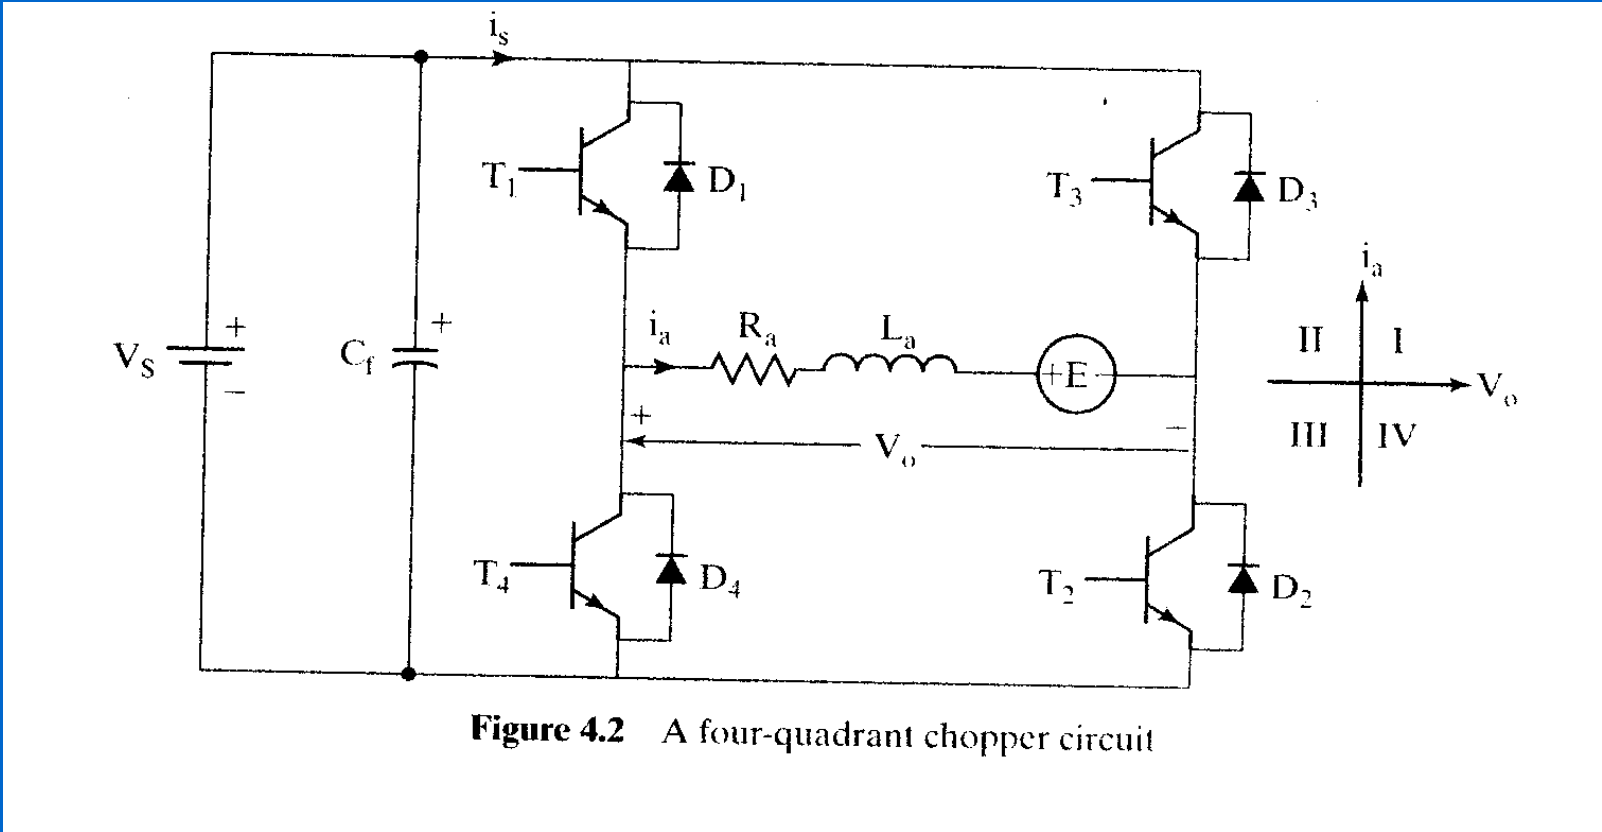 i_s
T_1
D_1
T_3
D_3
i_a
V_S
+
−
C_f
+
i_a
R_a
L_a
+E-
II
I
V_o
III
IV
+
−
V_o
T_4
D_4
T_2
D_2
Figure 4.2 A four-quadrant chopper circuit